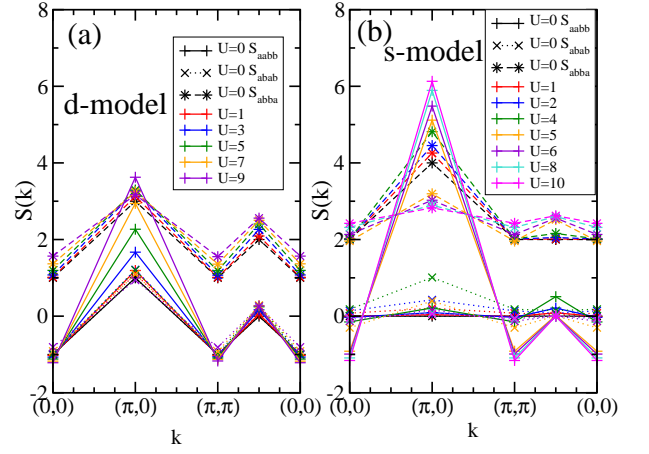 (a)
d-model
U=0 S_aabb
U=0 S_abab
U=0 S_abba
U=1
U=3
U=5
U=7
U=9
S(k)
8
6
4
2
0
-2
(0,0) (π,0) (π,π) (0,0)
k
(b)
s-model
U=0 S_aabb
U=0 S_abab
U=0 S_abba
U=1
U=2
U=4
U=5
U=6
U=8
U=10
S(k)
8
6
4
2
0
-2
(0,0) (π,0) (π,π) (0,0)
k